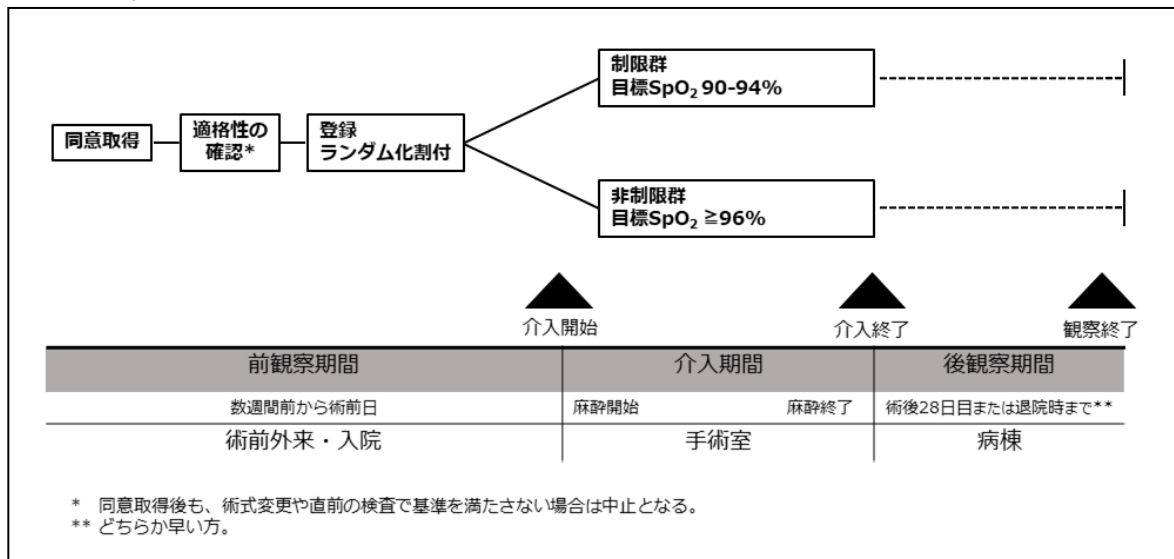 制限群
目標SpO₂ 90-94%
同意取得
適格性の
確認*
登録
ランダム化割付
非制限群
目標SpO₂ ≧96%
介入開始
介入終了
観察終了
前観察期間
介入期間
後観察期間
数週間前から術前日
麻酔開始
麻酔終了
術後28日目または退院時まで**
術前外来・入院
手術室
病棟
* 同意取得後も、術式変更や直前の検査で基準を満たさない場合は中止となる。
** どちらか早い方。